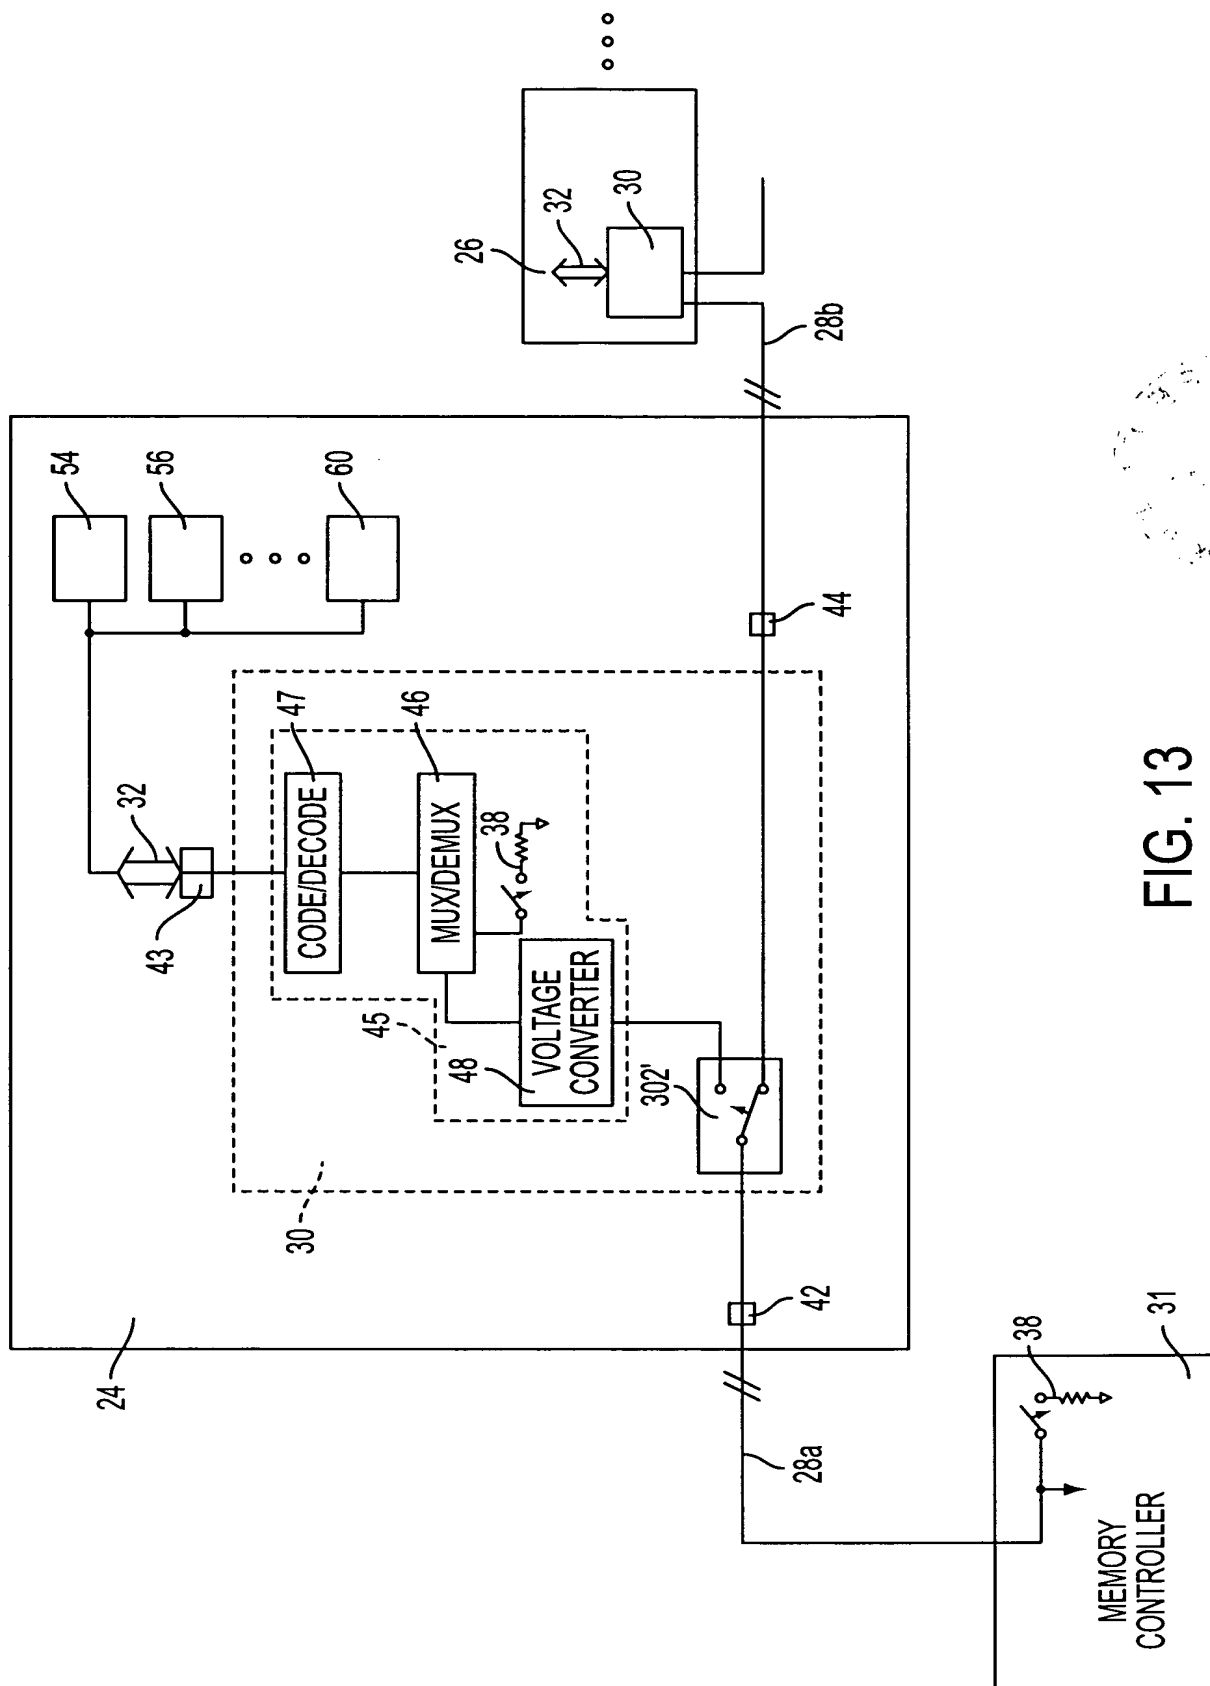 26
32
30
28b
54
56
60
44
47
46
38
32
43
CODE/DECODE
MUX/DEMUX
VOLTAGE
CONVERTER
45
48
302'
30
42
24
28a
38
31
MEMORY
CONTROLLER
FIG. 13